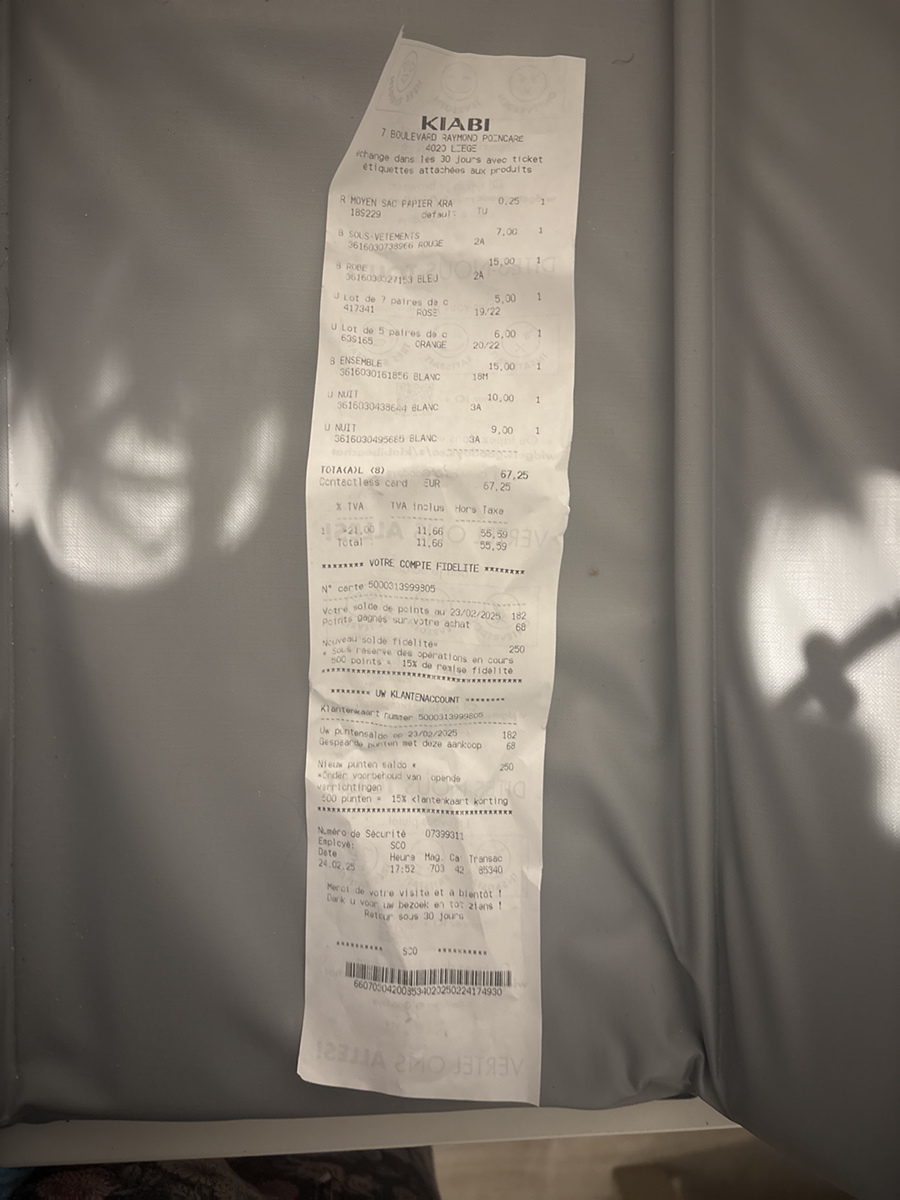 KIABI
7 BOULEVARD RAYMOND POINCARE
4020 LIEGE
échange dans les 30 jours avec ticket
étiquettes attachées aux produits
R MOYEN SAC PAPIER KRA 0,25 1
189229 defaul TU
B SOUS-VETEMENTS 7,00 1
ROUGE 2A
B ROBE 15,00 1
BLEU 2A
U Lot de 7 paires de c 5,00 1
417341 ROSE 19/22
U Lot de 5 paires de c 6,00 1
639165 ORANGE 20/22
B ENSEMBLE 15,00 1
3616030161856 BLANC 18M
U NUIT 10,00 1
BLANC 3A
U NUIT 9,00 1
3616030495685 BLANC 3A
TOTA(A)L (8) 67,25
Contactless card EUR 67,25
% TVA TVA inclus Hors Taxe
1 21,00 11,66 55,59
Total 11,66 55,59
******** VOTRE COMPTE FIDELITE ********
N° carte 5000313999805
Votre solde de points au 23/02/2025 182
Points gagnés sur votre achat 68
Nouveau solde fidélité* 250
* Sous réserve des opérations en cours
500 points = 15% de remise fidélité
******** UW KLANTENACCOUNT ********
Klantenkaart nummer 5000313999805
Uw puntensaldo op 23/02/2025 182
Gespaarde punten met deze aankoop 68
Nieuw punten saldo * 250
*Onder voorbehoud van opende
verrichtingen
500 punten = 15% klantenkaart korting
Numéro de Sécurité 07399311
Employé: SCO
Date Heure Mag. Ca Transac
24.02.25 17:52 703 42 85340
Merci de votre visite et à bientôt !
Dank u voor uw bezoek en tot ziens !
Retour sous 30 jours
********** SCO **********
VERTEL ONS ALLES!